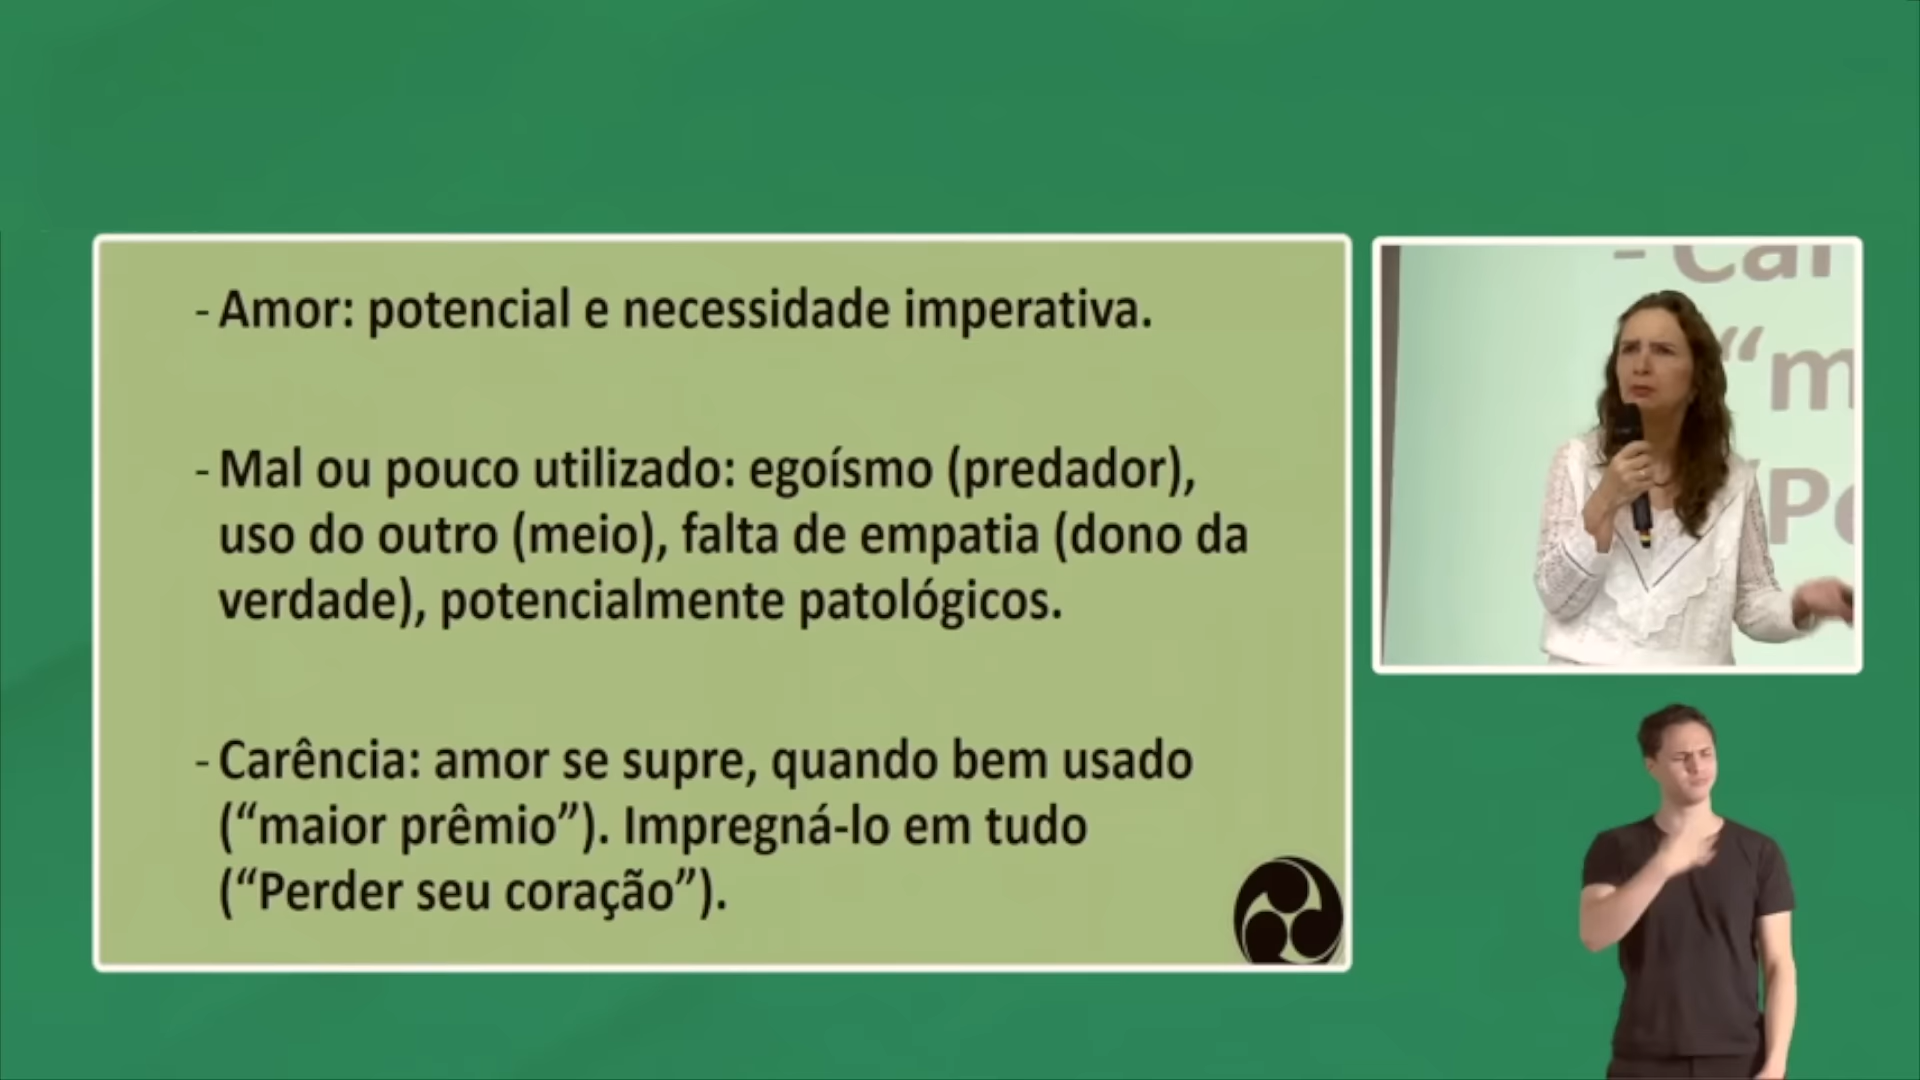 - Amor: potencial e necessidade imperativa.
- Mal ou pouco utilizado: egoísmo (predador),
uso do outro (meio), falta de empatia (dono da
verdade), potencialmente patológicos.
- Carência: amor se supre, quando bem usado
(“maior prêmio”). Impregná-lo em tudo
(“Perder seu coração”).
- Car
“m
“Pe